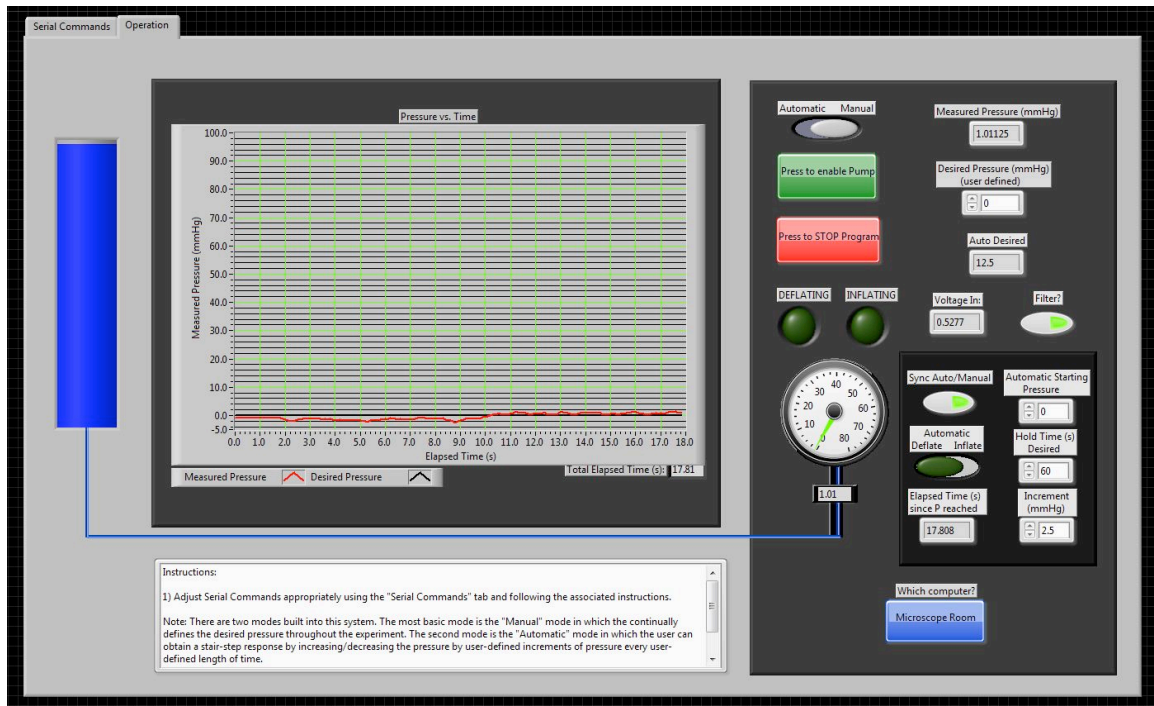 Serial Commands
Operation
Pressure vs. Time
100.0
90.0
80.0
70.0
60.0
50.0
40.0
30.0
20.0
10.0
0.0
-5.0
Measured Pressure (mmHg)
0.0 1.0 2.0 3.0 4.0 5.0 6.0 7.0 8.0 9.0 10.0 11.0 12.0 13.0 14.0 15.0 16.0 17.0 18.0
Elapsed Time (s)
Measured Pressure
Desired Pressure
Total Elapsed Time (s): 17.81
Instructions:
1) Adjust Serial Commands appropriately using the "Serial Commands" tab and following the associated instructions.
Note: There are two modes built into this system. The most basic mode is the "Manual" mode in which the continually
defines the desired pressure throughout the experiment. The second mode is the "Automatic" mode in which the user can
obtain a stair-step response by increasing/decreasing the pressure by user-defined increments of pressure every user-
defined length of time.
Automatic Manual
Measured Pressure (mmHg)
1.01125
Press to enable Pump
Desired Pressure (mmHg)
(user defined)
0
Press to STOP Program
Auto Desired
12.5
DEFLATING
INFLATING
Voltage In:
0.5277
Filter?
0 10 20 30 40 50 60 70 80
1.01
Sync Auto/Manual
Automatic Starting
Pressure
0
Automatic
Deflate Inflate
Hold Time (s)
Desired
60
Elapsed Time (s)
since P reached
17.808
Increment
(mmHg)
2.5
Which computer?
Microscope Room